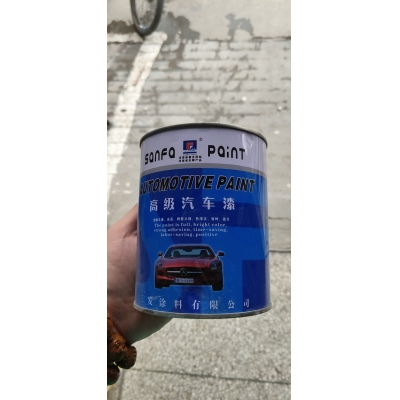 SANFA PAINT
AUTOMOTIVE PAINT
高级汽车漆
The paint is full, bright color,
strong adhesion, time-saving,
labor-saving, positive
发涂料有限公司